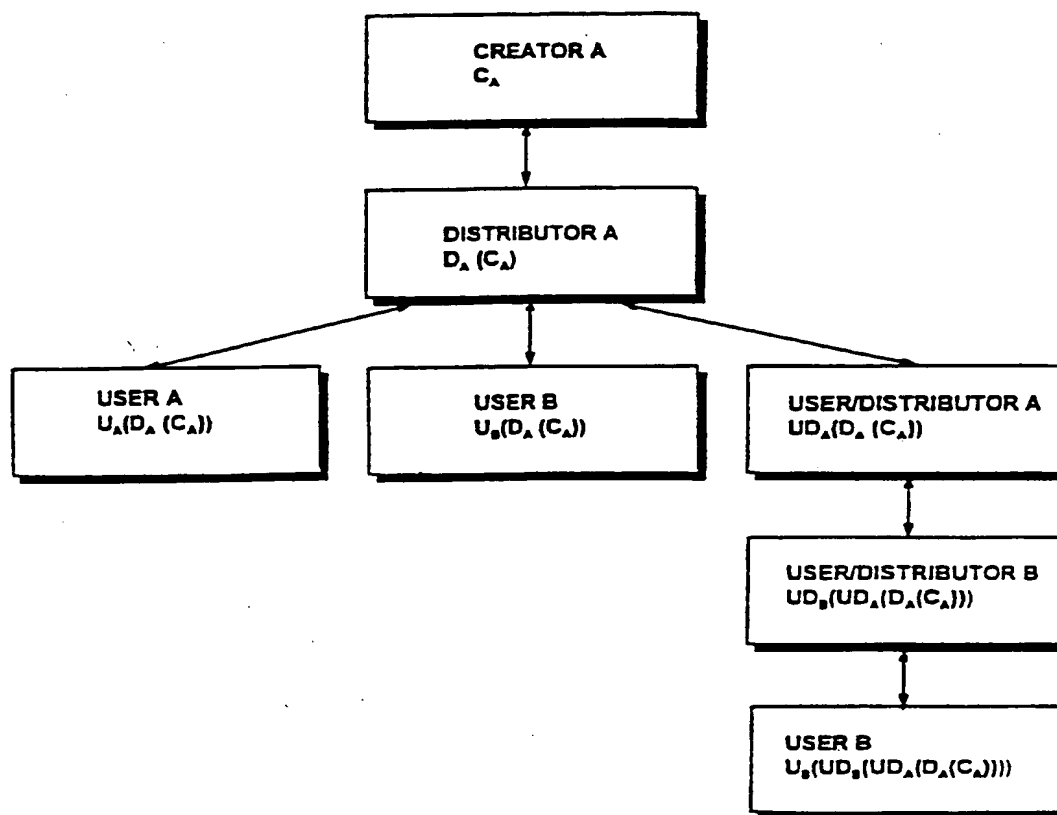 CREATOR A
C_A
DISTRIBUTOR A
D_A (C_A)
USER A
U_A(D_A (C_A))
USER B
U_B(D_A (C_A))
USER/DISTRIBUTOR A
UD_A(D_A (C_A))
USER/DISTRIBUTOR B
UD_B(UD_A(D_A(C_A)))
USER B
U_B(UD_B(UD_A(D_A(C_A))))